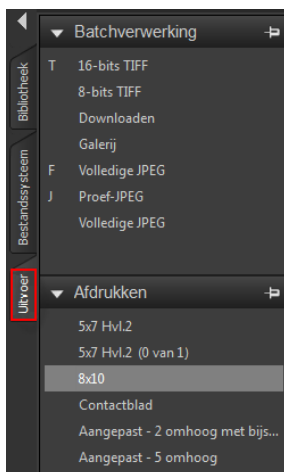 Bibliotheek
Bestandssysteem
Uitvoer
Batchverwerking
T 16-bits TIFF
8-bits TIFF
Downloaden
Galerij
F Volledige JPEG
J Proef-JPEG
Volledige JPEG
Afdrukken
5x7 Hvl.2
5x7 Hvl.2 (0 van 1)
8x10
Contactblad
Aangepast - 2 omhoog met bijs...
Aangepast - 5 omhoog